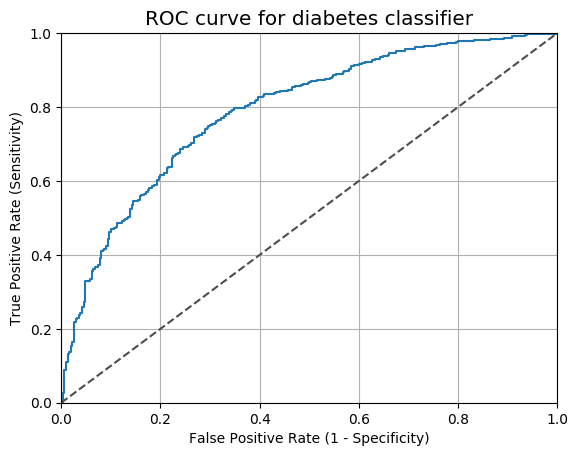 ROC curve for diabetes classifier
1.0
0.8
0.6
0.4
0.2
0.0
True Positive Rate (Sensitivity)
0.0 0.2 0.4 0.6 0.8 1.0
False Positive Rate (1 - Specificity)